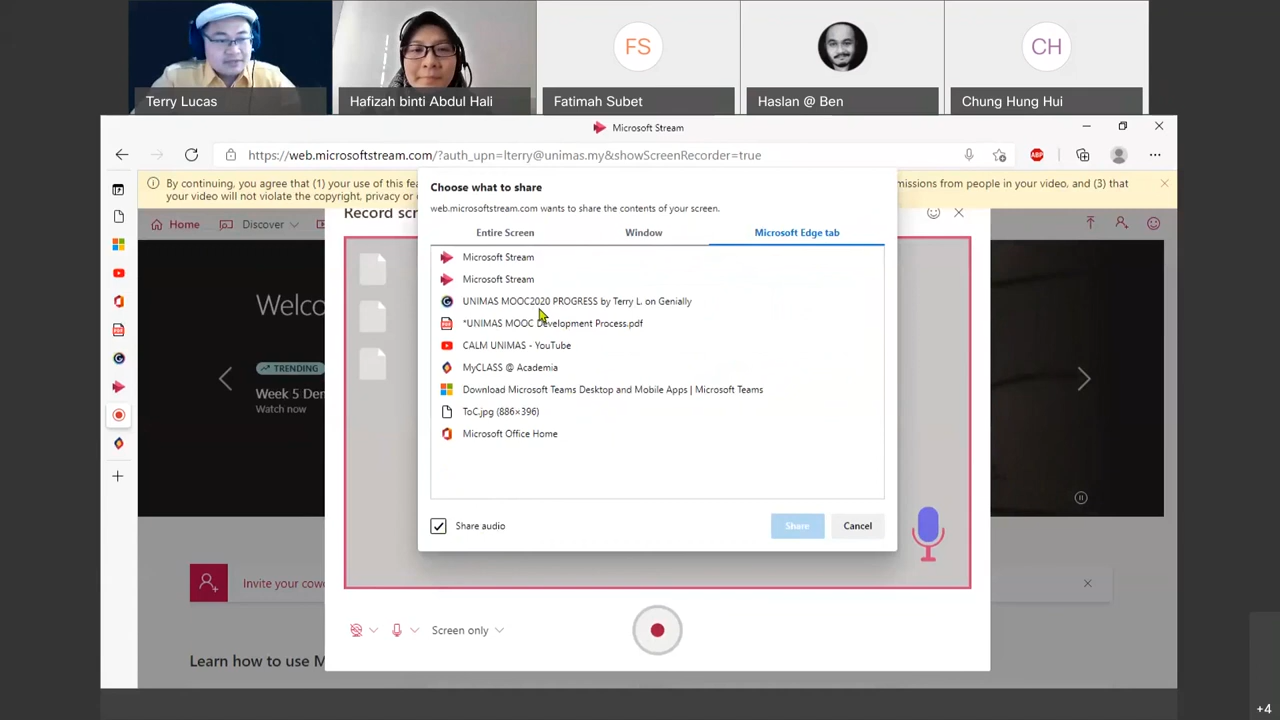 FS
CH
Terry Lucas
Hafizah binti Abdul Hali
Fatimah Subet
Haslan @ Ben
Chung Hung Hui
Microsoft Stream
https://web.microsoftstream.com/?auth_upn=lterry@unimas.my&showScreenRecorder=true
ABP
By continuing, you agree that (1) your use of this fea
missions from people in your video, and (3) that
your video will not violate the copyright, privacy or
Choose what to share
web.microsoftstream.com wants to share the contents of your screen.
Record scr
Home
Discover
Entire Screen
Window
Microsoft Edge tab
Microsoft Stream
Microsoft Stream
UNIMAS MOOC2020 PROGRESS by Terry L. on Genially
*UNIMAS MOOC Development Process.pdf
CALM UNIMAS - YouTube
MyCLASS @ Academia
Download Microsoft Teams Desktop and Mobile Apps | Microsoft Teams
ToC.jpg (886×396)
Microsoft Office Home
Welco
TRENDING
Week 5 Der
Watch now
Share audio
Share
Cancel
Invite your cowo
Screen only
Learn how to use M
+4